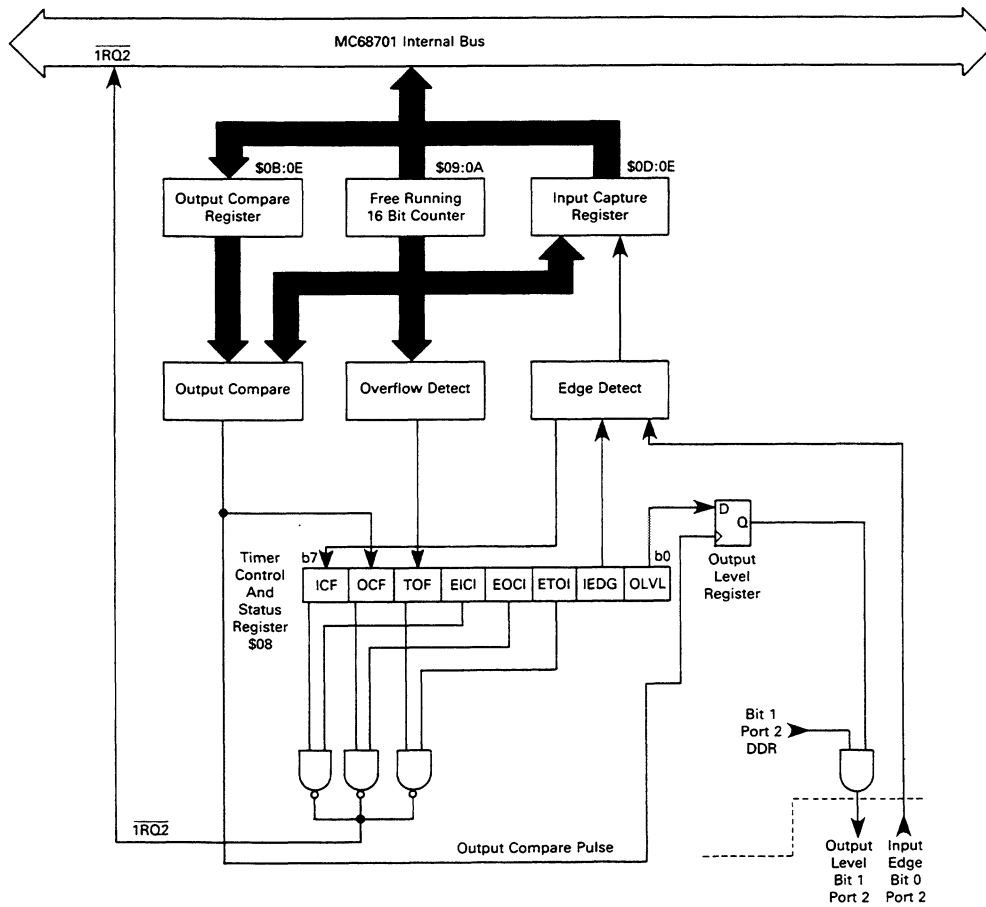 MC68701 Internal Bus
1RQ2
$0B:0E
$09:0A
$0D:0E
Output Compare
Register
Free Running
16 Bit Counter
Input Capture
Register
Output Compare
Overflow Detect
Edge Detect
D
Q
Output
Level
Register
Timer
Control
And
Status
Register
$08
b7
b0
ICF OCF TOF EICI EOCI ETOI IEDG OLVL
Bit 1
Port 2
DDR
1RQ2
Output Compare Pulse
Output
Level
Bit 1
Port 2
Input
Edge
Bit 0
Port 2